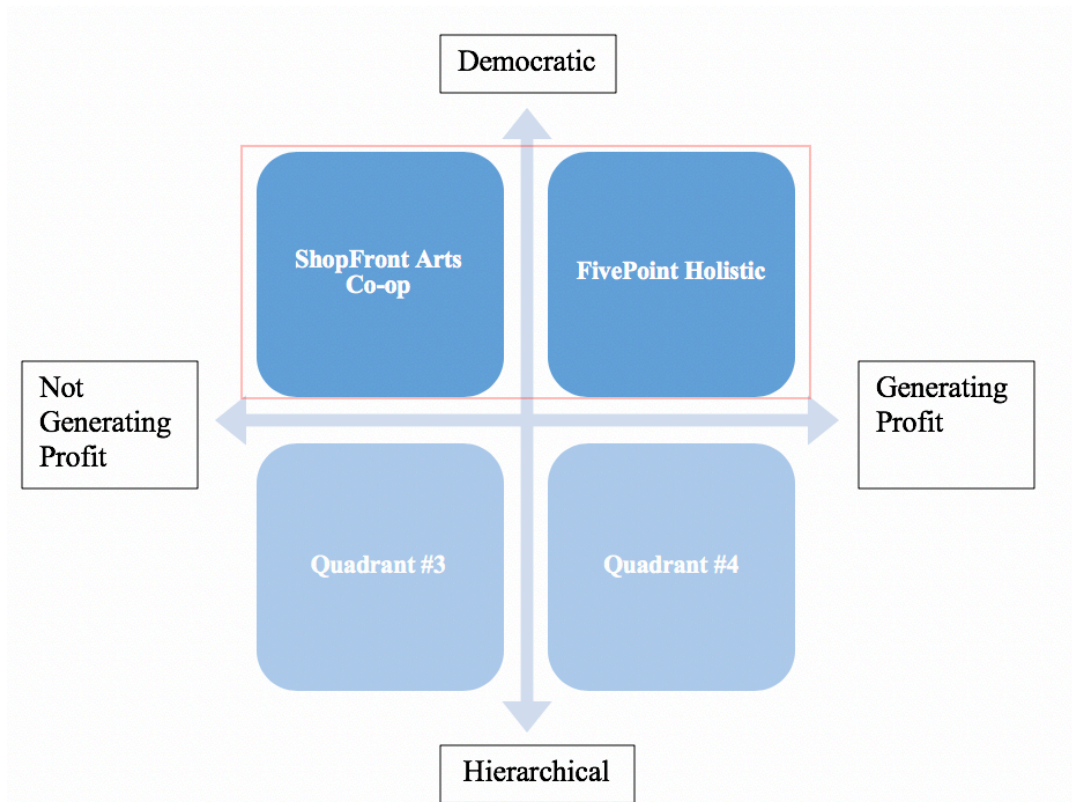 Democratic
ShopFront Arts
Co-op
FivePoint Holistic
Not
Generating
Profit
Generating
Profit
Quadrant #3
Quadrant #4
Hierarchical